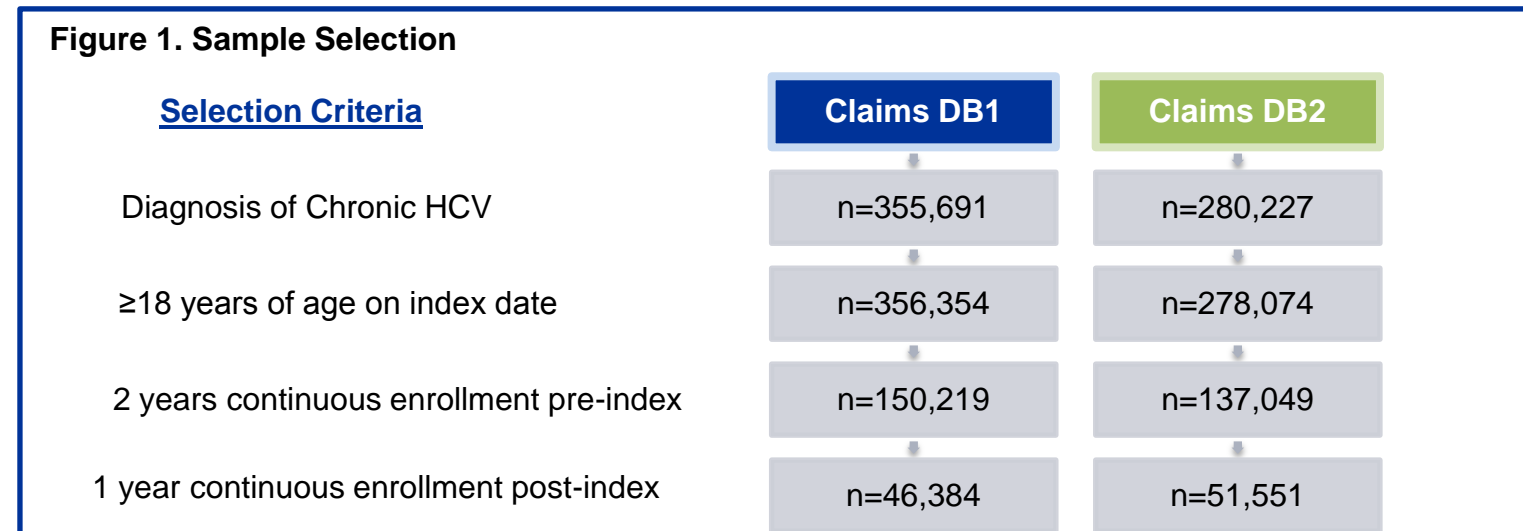 Figure 1. Sample Selection
Selection Criteria Claims DB1 Claims DB2
Diagnosis of Chronic HCV n=355,691 n=280,227
≥18 years of age on index date n=356,354 n=278,074
2 years continuous enrollment pre-index n=150,219 n=137,049
1 year continuous enrollment post-index n=46,384 n=51,551